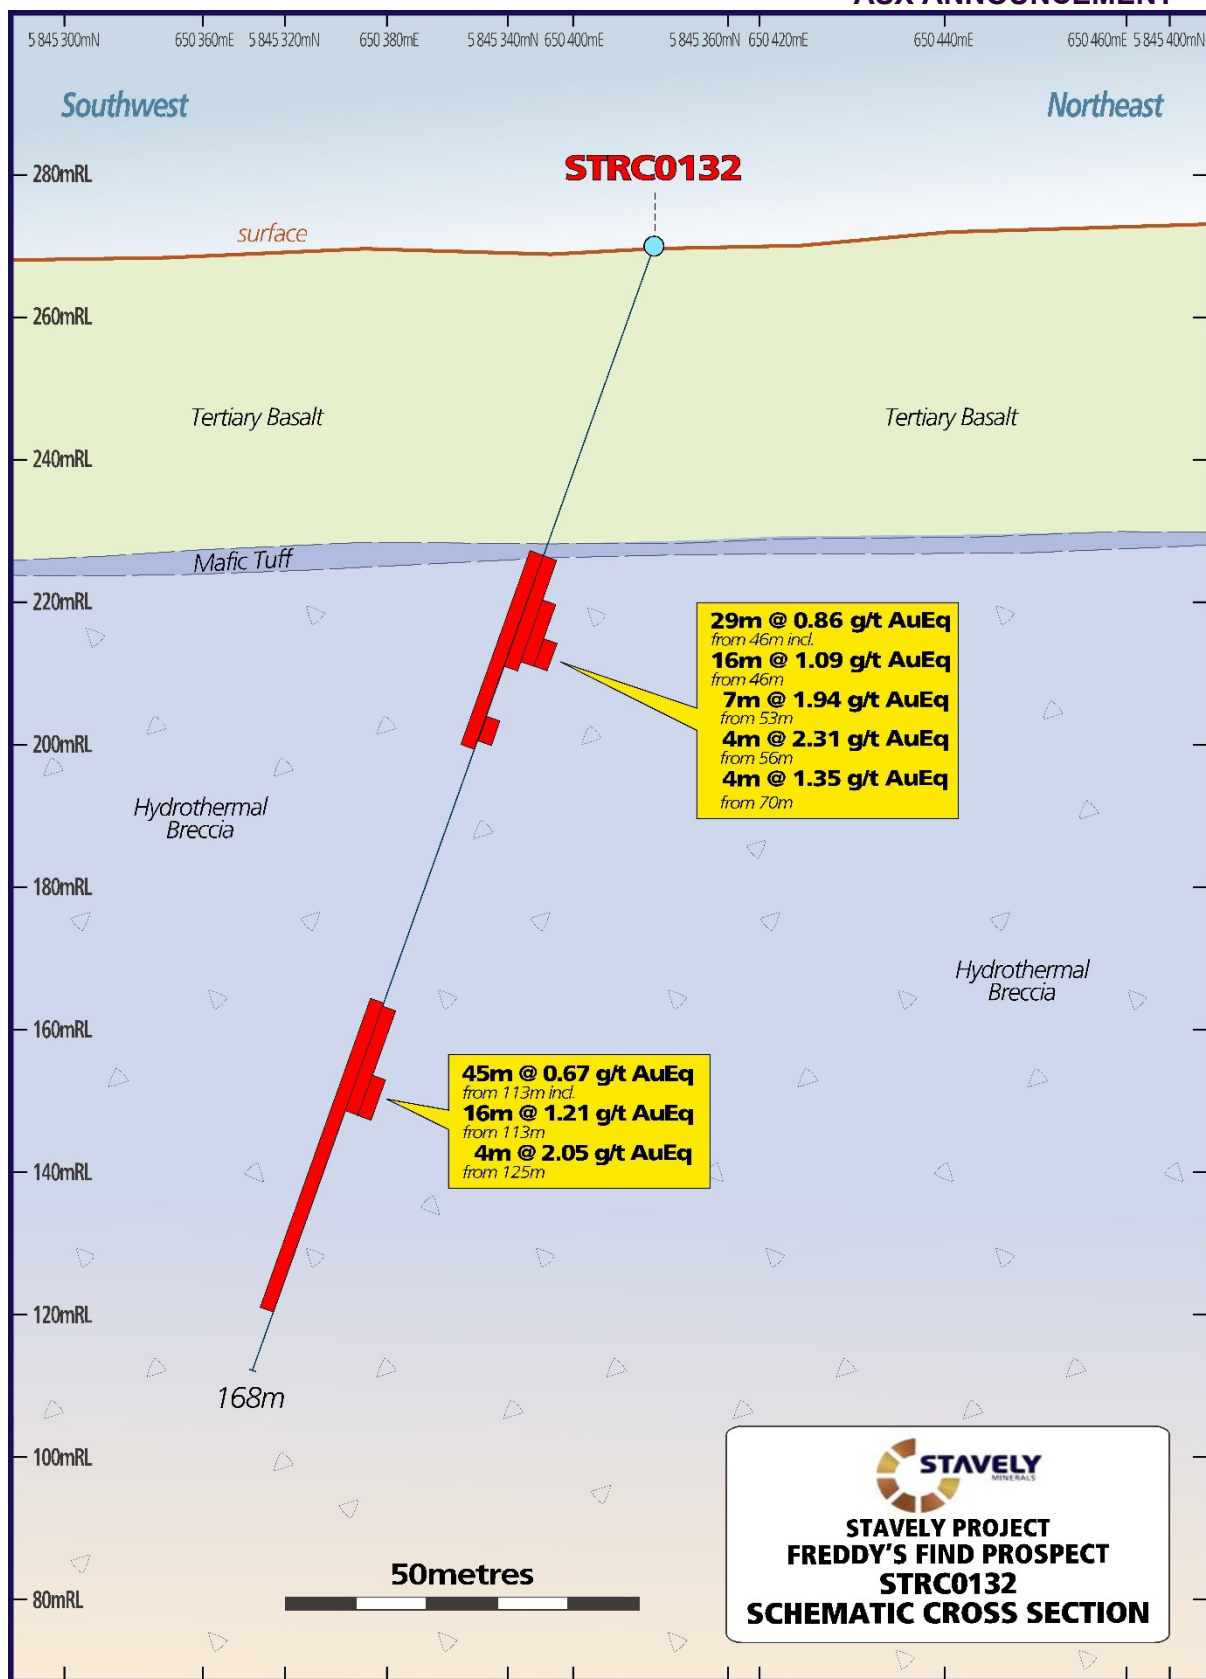 ASX ANNOUNCEMENT
5 845 300mN 650 360mE 5 845 320mN 650 380mE 5 845 340mN 650 400mE 5 845 360mN 650 420mE 650 440mE 650 460mE 5 845 400mN
Southwest Northeast
STRC0132
280mRL
surface
260mRL
Tertiary Basalt Tertiary Basalt
240mRL
Mafic Tuff
220mRL
29m @ 0.86 g/t AuEq
from 46m incl.
16m @ 1.09 g/t AuEq
from 46m
7m @ 1.94 g/t AuEq
from 53m
4m @ 2.31 g/t AuEq
from 56m
4m @ 1.35 g/t AuEq
from 70m
200mRL
Hydrothermal
Breccia
180mRL
Hydrothermal
Breccia
160mRL
45m @ 0.67 g/t AuEq
from 113m incl.
16m @ 1.21 g/t AuEq
from 113m
4m @ 2.05 g/t AuEq
from 125m
140mRL
120mRL
168m
100mRL
80mRL
50metres
STAVELY
MINERALS
STAVELY PROJECT
FREDDY'S FIND PROSPECT
STRC0132
SCHEMATIC CROSS SECTION